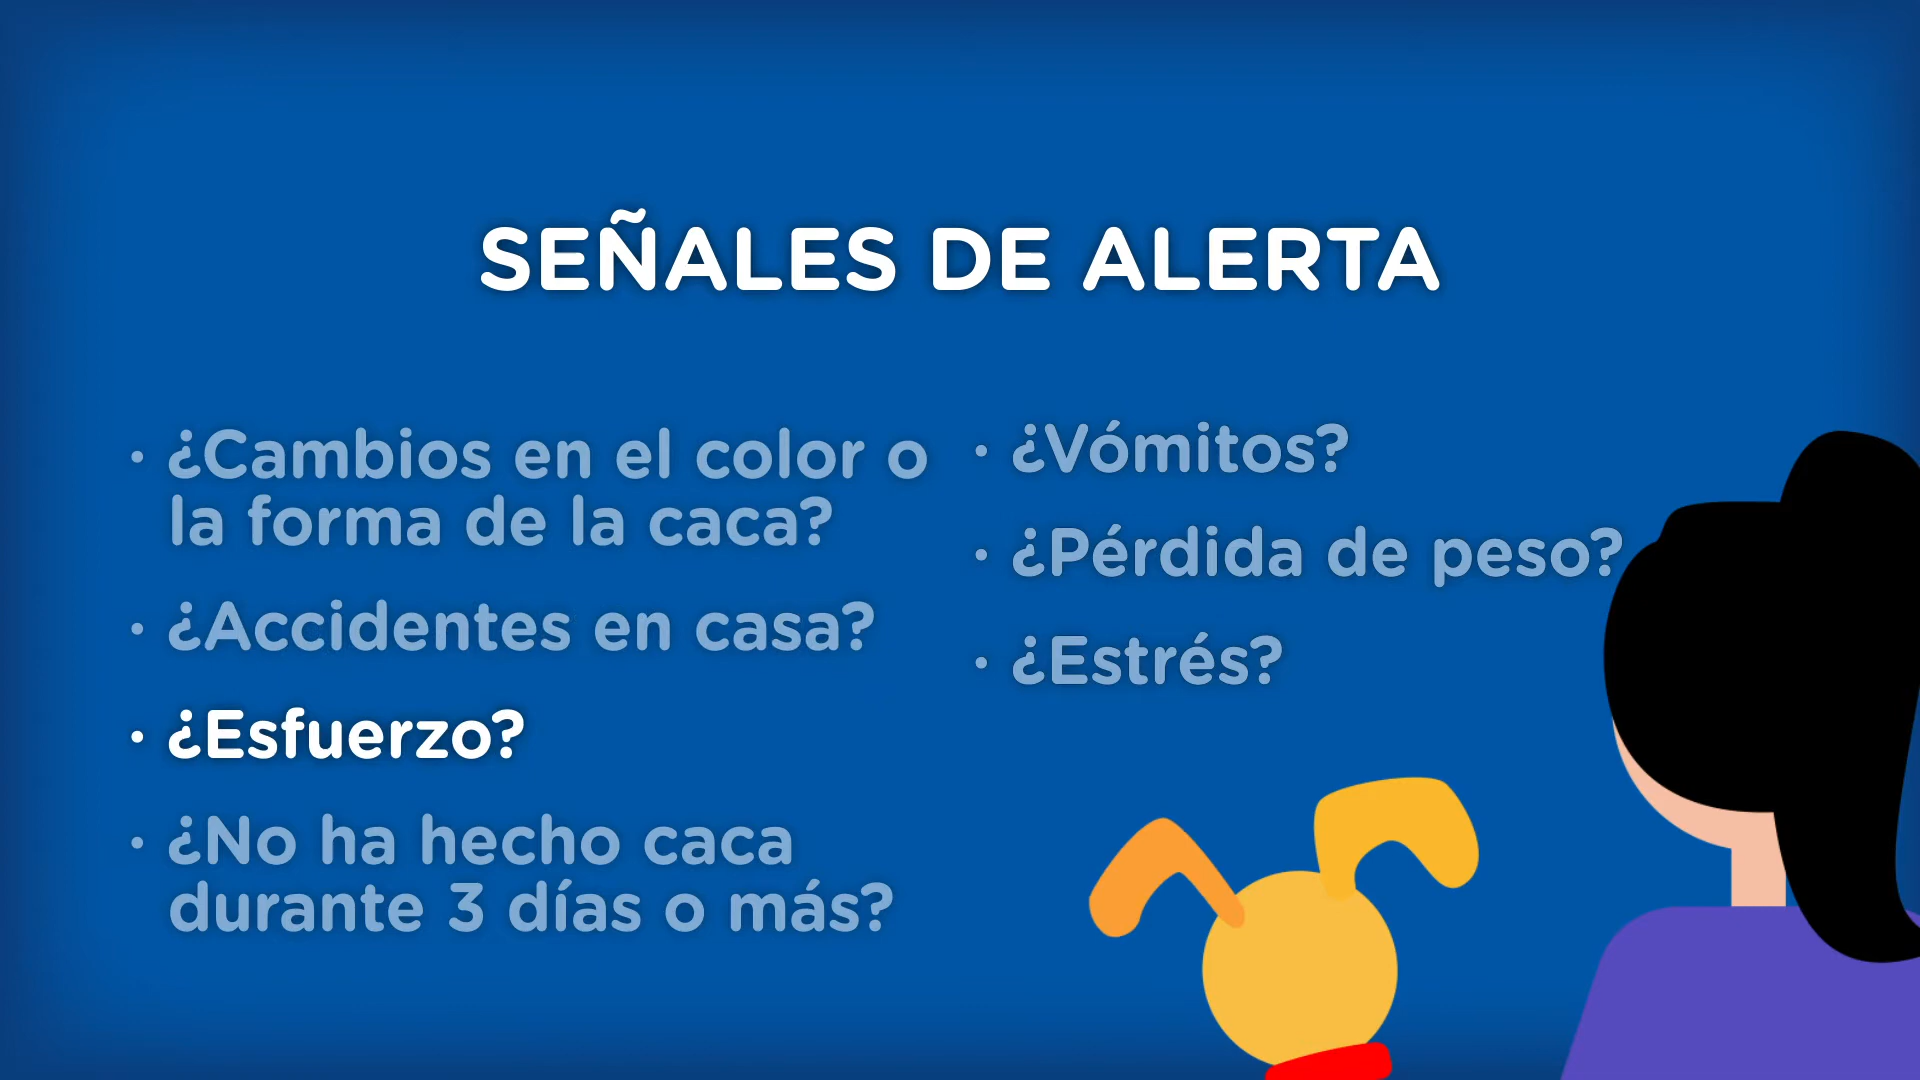 SEÑALES DE ALERTA
· ¿Cambios en el color o
la forma de la caca?
· ¿Accidentes en casa?
· ¿Esfuerzo?
· ¿No ha hecho caca
durante 3 días o más?
· ¿Vómitos?
· ¿Pérdida de peso?
· ¿Estrés?